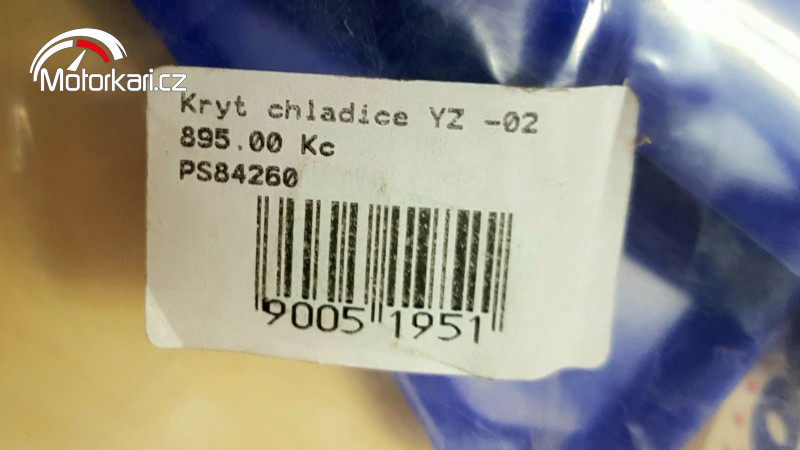 Motorkari.cz
Kryt chladice YZ -02
895.00 Kc
PS84260
9005 1951